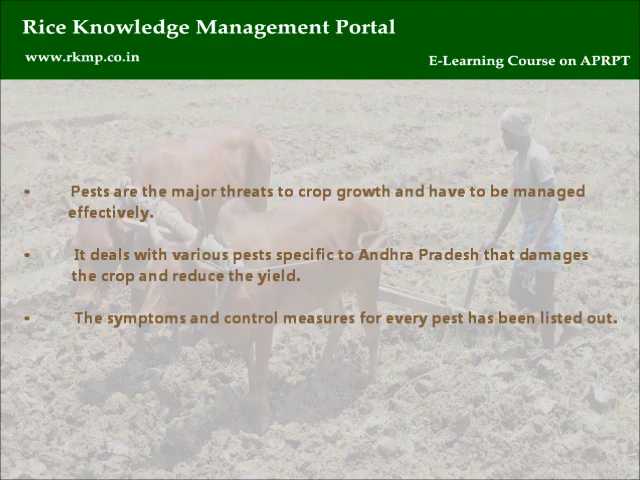 Rice Knowledge Management Portal
www.rkmp.co.in
E-Learning Course on APRPT
• Pests are the major threats to crop growth and have to be managed
effectively.
• It deals with various pests specific to Andhra Pradesh that damages
the crop and reduce the yield.
• The symptoms and control measures for every pest has been listed out.